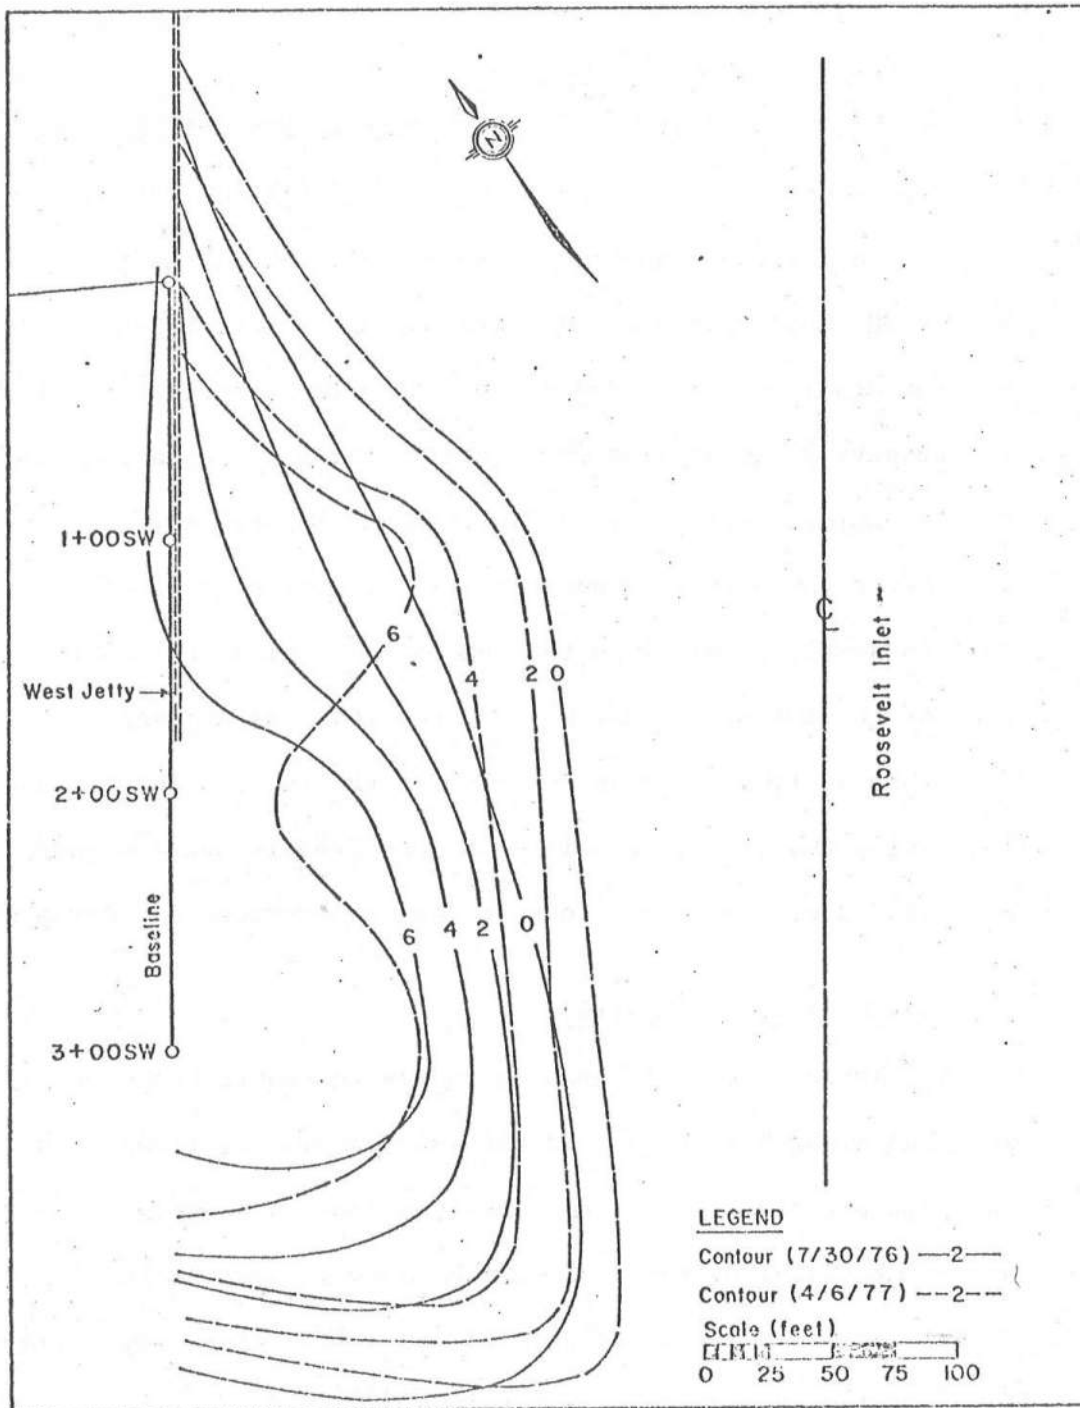 N
1+00SW
6
West Jetty
4
2
0
Roosevelt Inlet
C
L
2+00SW
Baseline
6
4
2
0
3+00SW
LEGEND
Contour (7/30/76) —2—
Contour (4/6/77) --2--
Scale (feet)
0 25 50 75 100